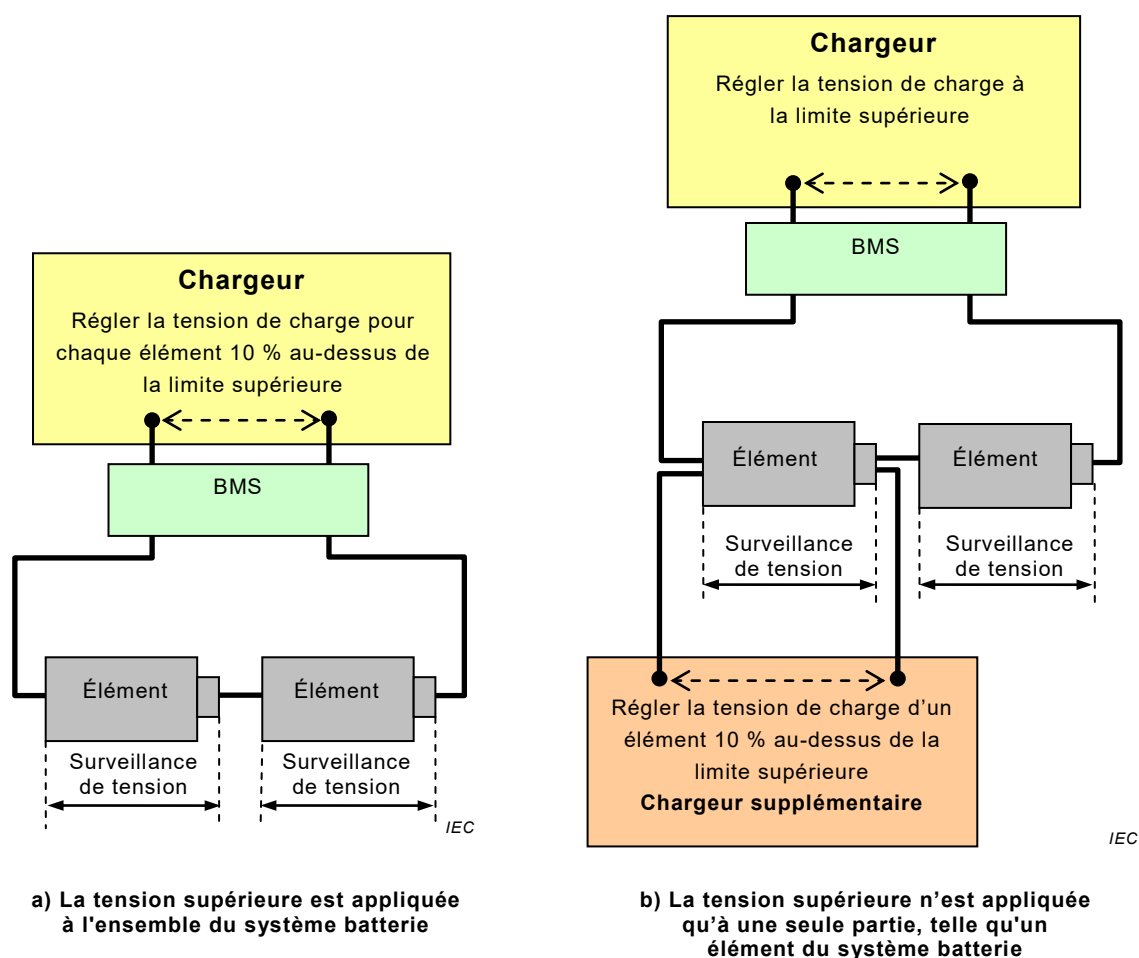 Chargeur
Régler la tension de charge pour
chaque élément 10 % au-dessus de
la limite supérieure
BMS
Élément
Élément
Surveillance
de tension
Surveillance
de tension
IEC
a) La tension supérieure est appliquée
à l'ensemble du système batterie
Chargeur
Régler la tension de charge à
la limite supérieure
BMS
Élément
Élément
Surveillance
de tension
Surveillance
de tension
Régler la tension de charge d’un
élément 10 % au-dessus de la
limite supérieure
Chargeur supplémentaire
IEC
b) La tension supérieure n’est appliquée
qu’à une seule partie, telle qu'un
élément du système batterie